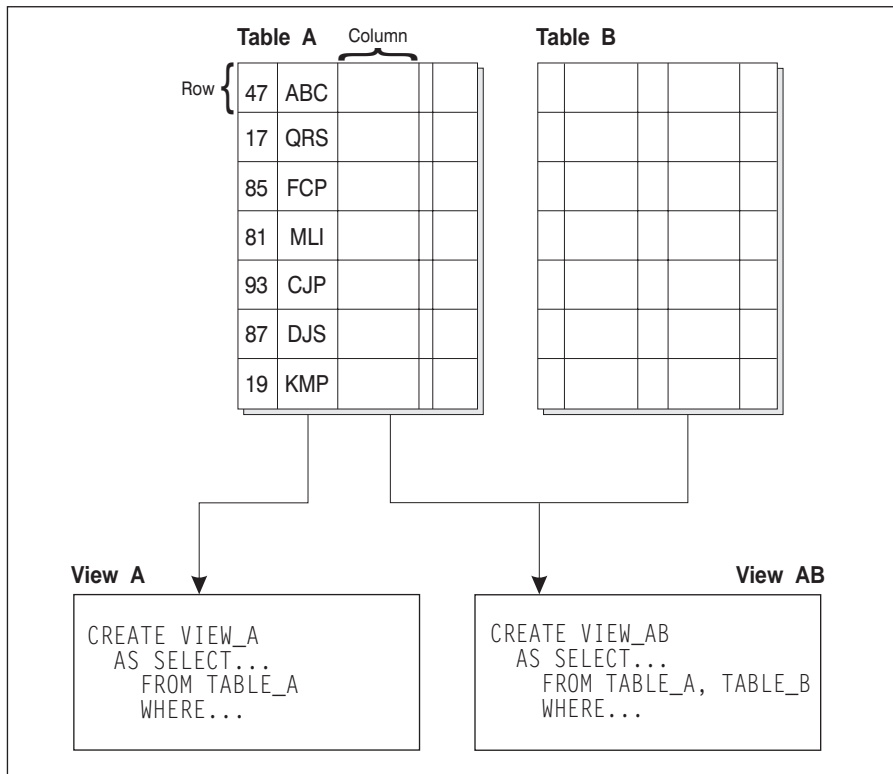 Table A
Column
Table B
Row
47 ABC
17 QRS
85 FCP
81 MLI
93 CJP
87 DJS
19 KMP
View A
CREATE VIEW_A
AS SELECT...
FROM TABLE_A
WHERE...
View AB
CREATE VIEW_AB
AS SELECT...
FROM TABLE_A, TABLE_B
WHERE...